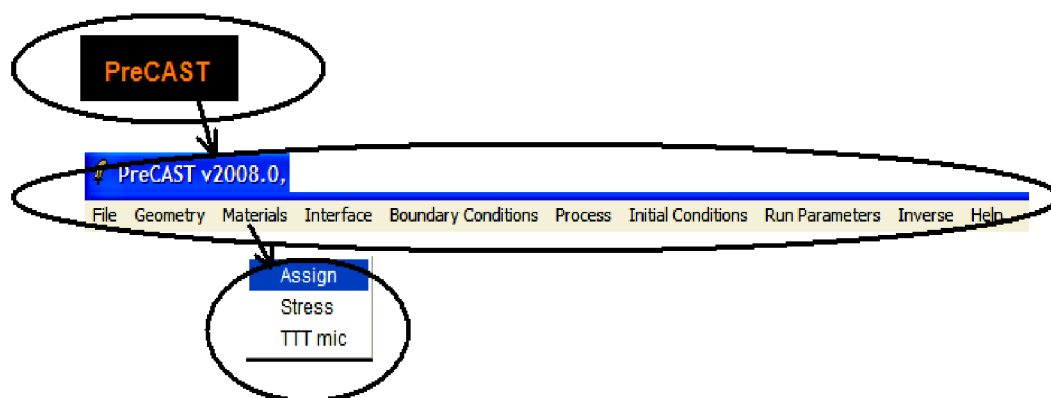 PreCAST
PreCAST v2008.0,
File Geometry Materials Interface Boundary Conditions Process Initial Conditions Run Parameters Inverse Help
Assign
Stress
TTT mic